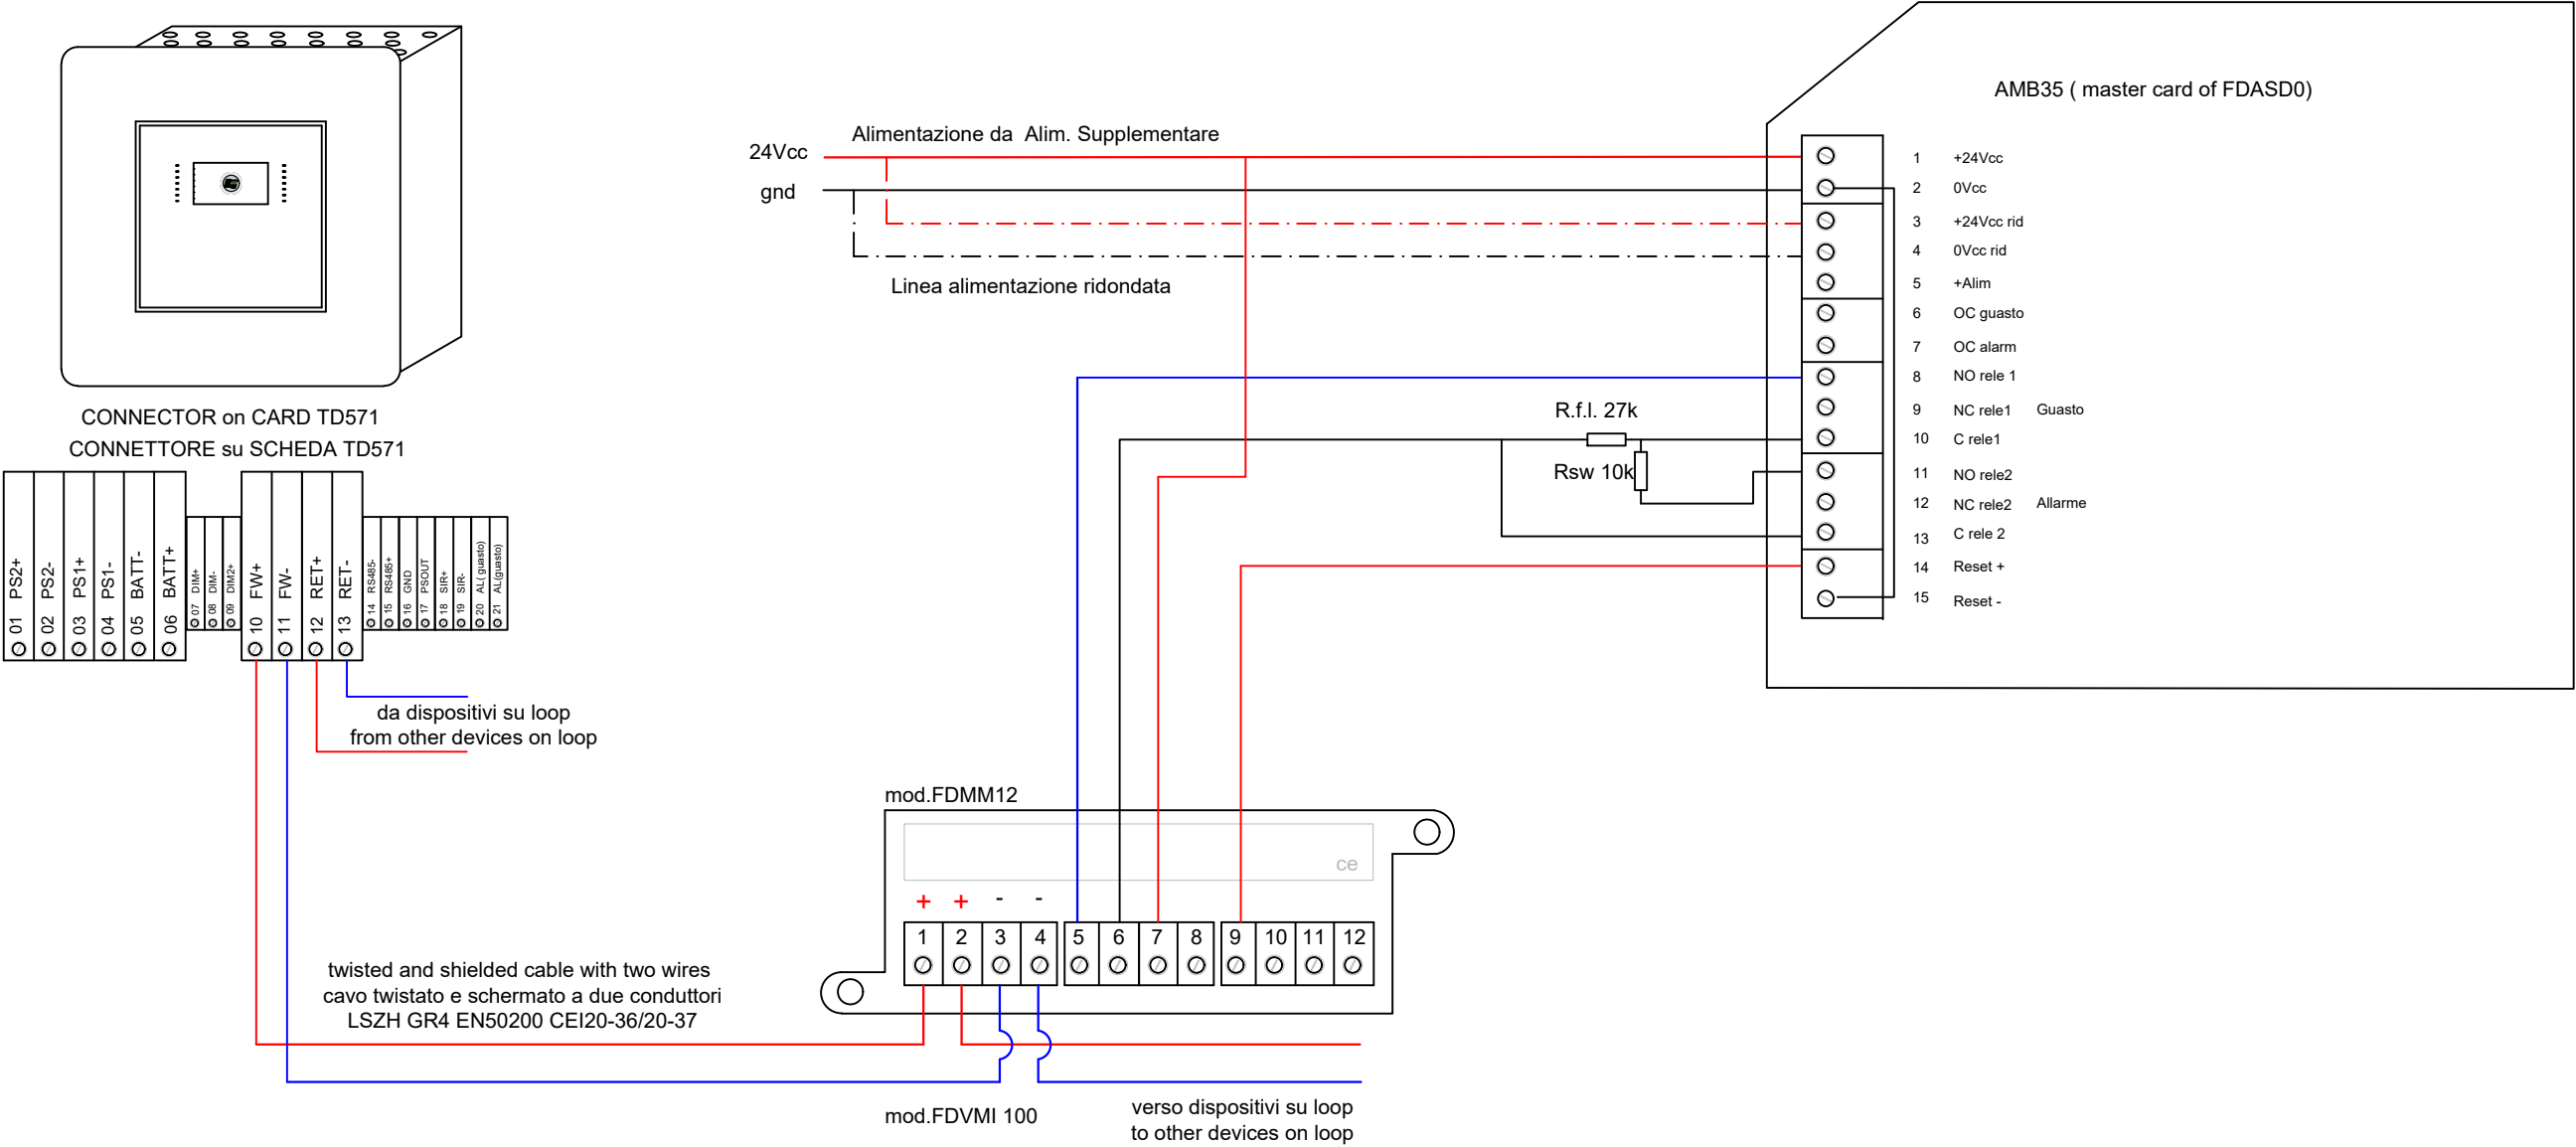 AMB35 ( master card of FDASD0)
Alimentazione da Alim. Supplementare
24Vcc
gnd
Linea alimentazione ridondata
1 +24Vcc
2 0Vcc
3 +24Vcc rid
4 0Vcc rid
5 +Alim
6 OC guasto
7 OC alarm
8 NO rele 1
9 NC rele1 Guasto
10 C rele1
11 NO rele2
12 NC rele2 Allarme
13 C rele 2
14 Reset +
15 Reset -
R.f.l. 27k
Rsw 10k
CONNECTOR on CARD TD571
CONNETTORE su SCHEDA TD571
01 PS2+
02 PS2-
03 PS1+
04 PS1-
05 BATT-
06 BATT+
07 DIM+
08 DIM-
09 DIM2+
10 FW+
11 FW-
12 RET+
13 RET-
14 RS485-
15 RS485+
16 GND
17 PSOUT
18 SIR+
19 SIR-
20 AL( guasto)
21 AL(guasto)
da dispositivi su loop
from other devices on loop
mod.FDMM12
ce
+ + - -
1 2 3 4 5 6 7 8 9 10 11 12
twisted and shielded cable with two wires
cavo twistato e schermato a due conduttori
LSZH GR4 EN50200 CEI20-36/20-37
mod.FDVMI 100
verso dispositivi su loop
to other devices on loop